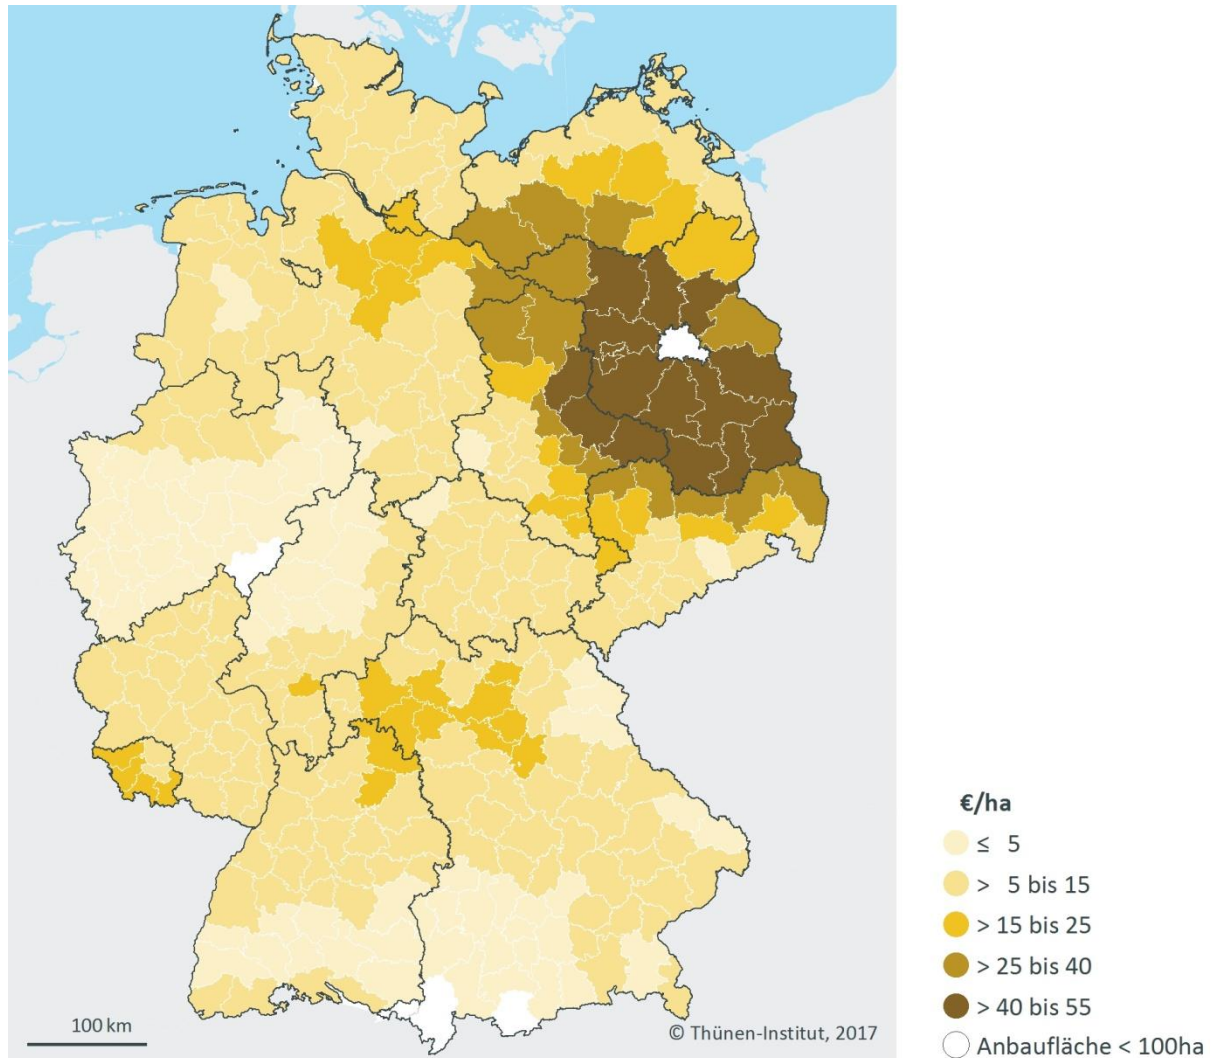 €/ha
≤ 5
> 5 bis 15
> 15 bis 25
> 25 bis 40
> 40 bis 55
Anbaufläche < 100ha
100 km
© Thünen-Institut, 2017